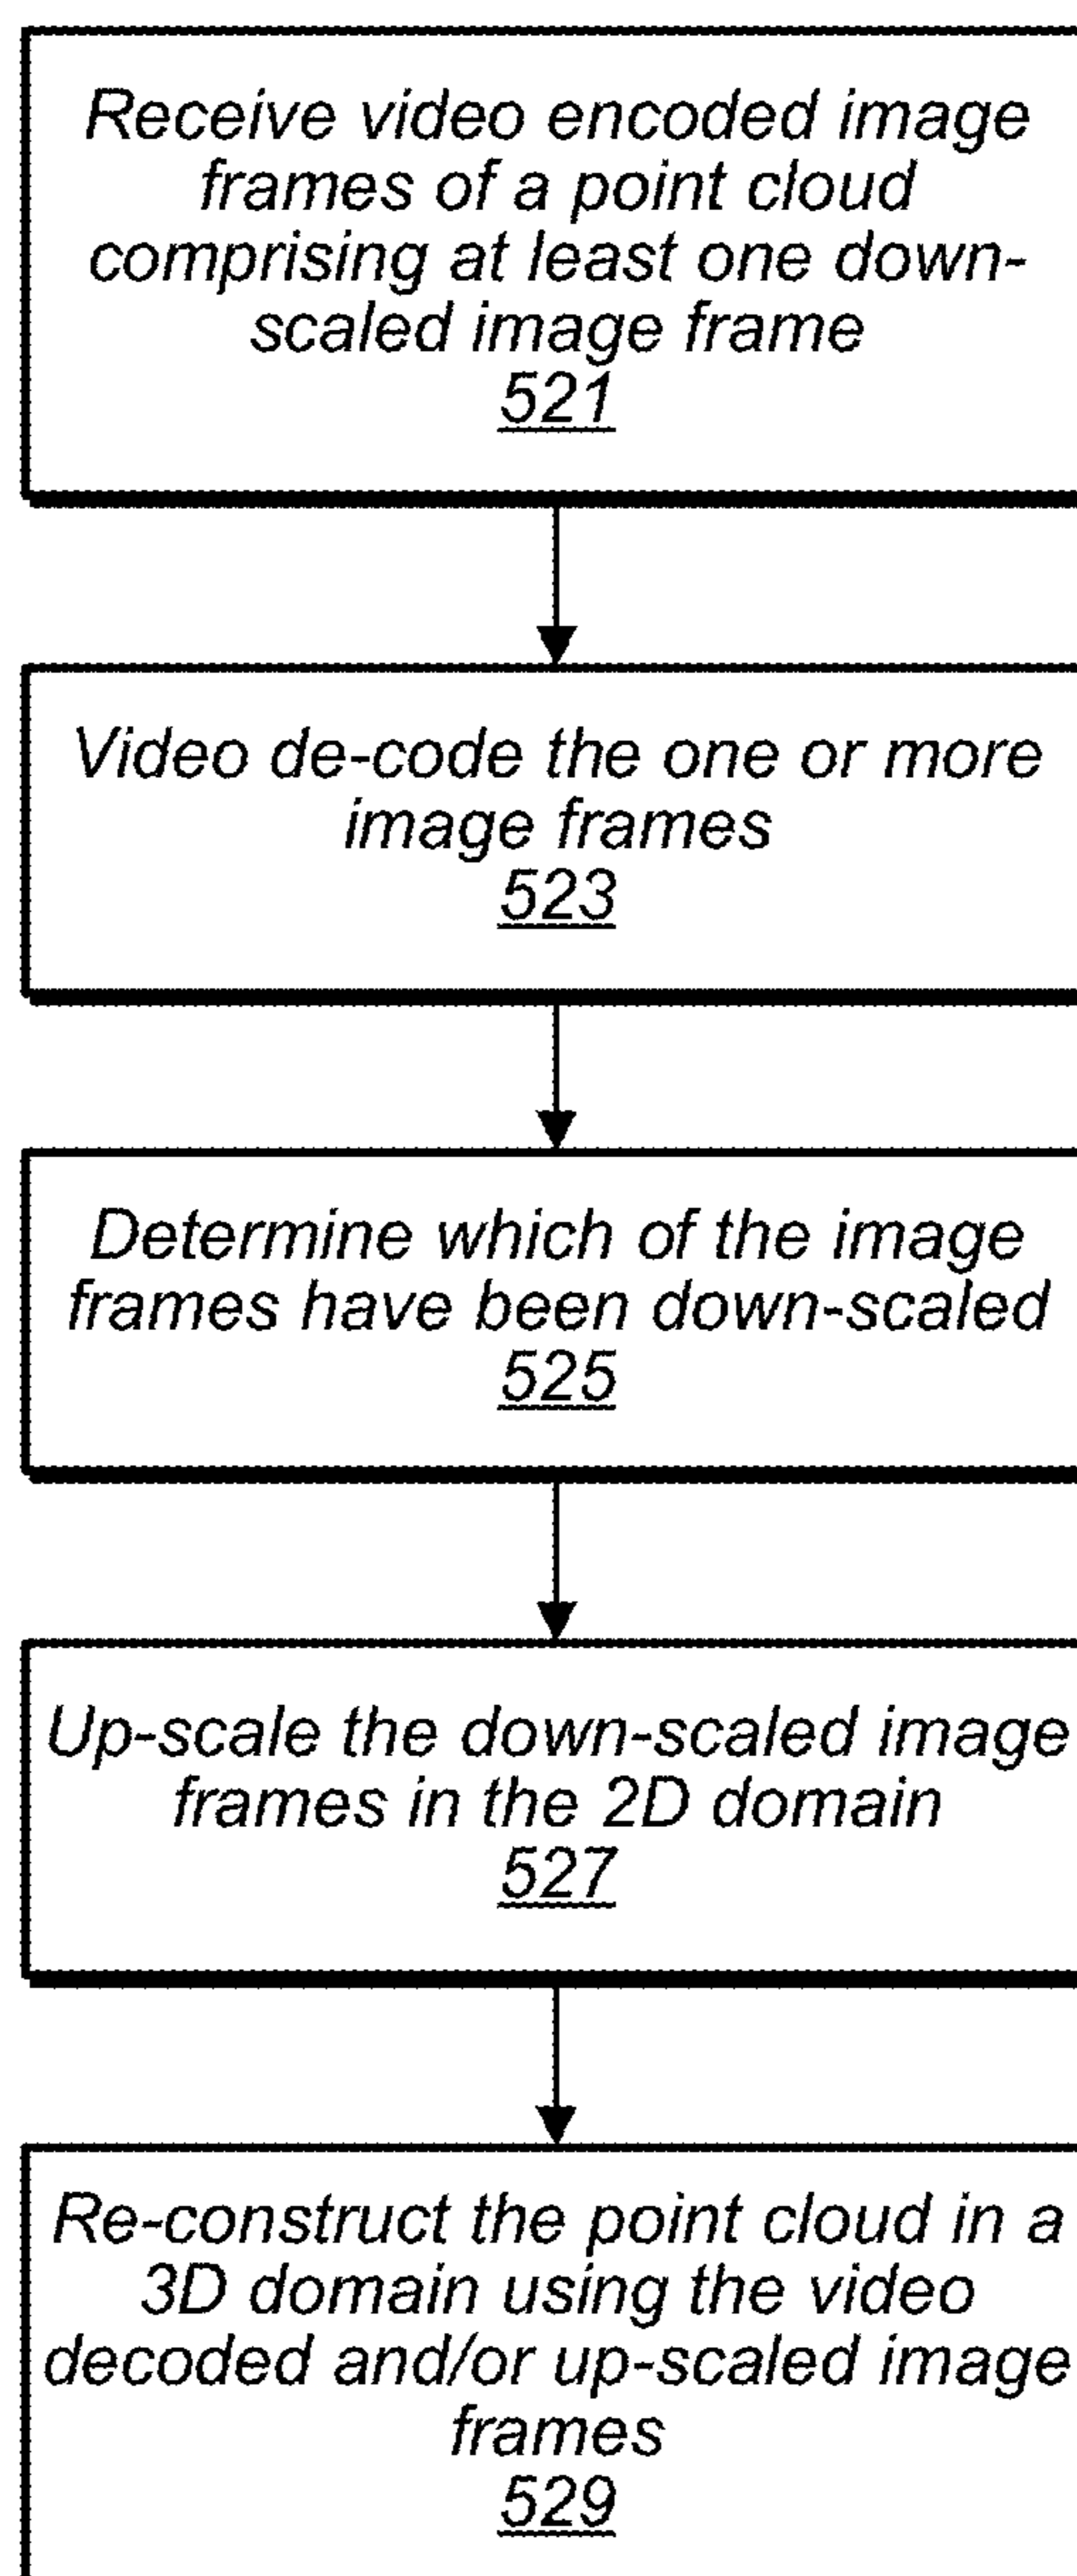 Receive video encoded image
frames of a point cloud
comprising at least one down-
scaled image frame
521
Video de-code the one or more
image frames
523
Determine which of the image
frames have been down-scaled
525
Up-scale the down-scaled image
frames in the 2D domain
527
Re-construct the point cloud in a
3D domain using the video
decoded and/or up-scaled image
frames
529